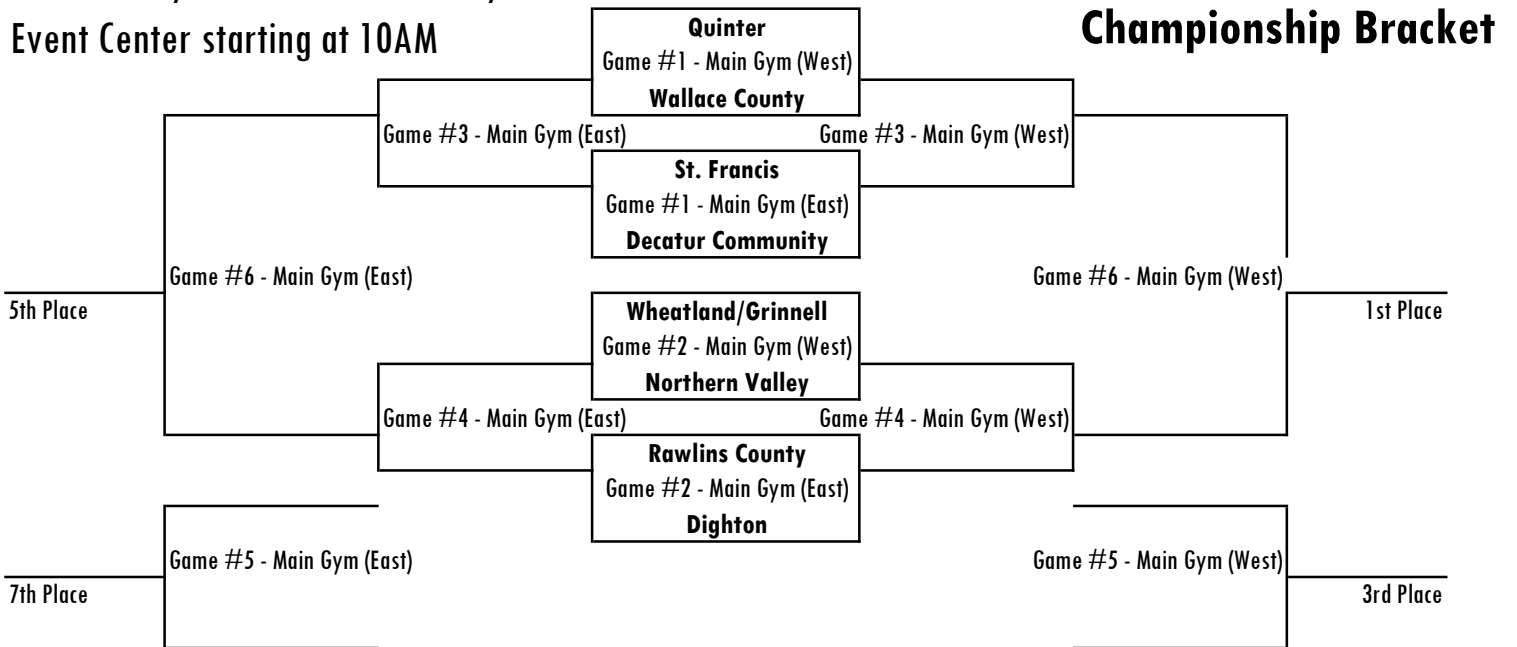 Event Center starting at 10AM
Championship Bracket
Quinter
Game #1 - Main Gym (West)
Wallace County
Game #3 - Main Gym (East)
Game #3 - Main Gym (West)
St. Francis
Game #1 - Main Gym (East)
Decatur Community
Game #6 - Main Gym (East)
Game #6 - Main Gym (West)
5th Place
1st Place
Wheatland/Grinnell
Game #2 - Main Gym (West)
Northern Valley
Game #4 - Main Gym (East)
Game #4 - Main Gym (West)
Rawlins County
Game #2 - Main Gym (East)
Dighton
Game #5 - Main Gym (East)
Game #5 - Main Gym (West)
7th Place
3rd Place